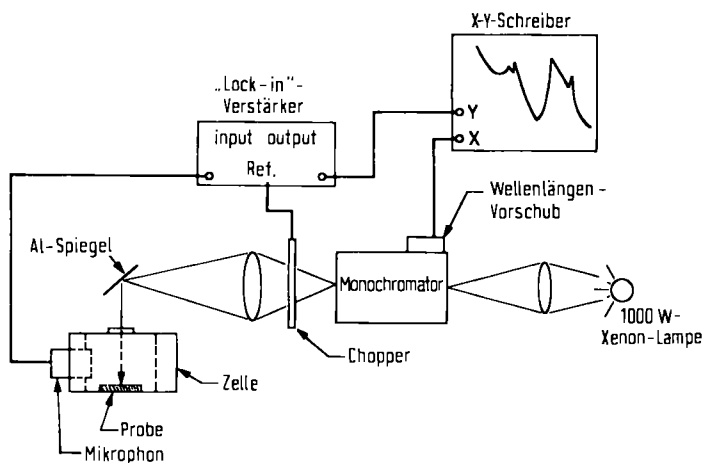 X-Y-Schreiber
„Lock-in"-
Verstärker
input output
Ref.
Y
X
Wellenlängen-
Vorschub
Al-Spiegel
Monochromator
1000 W-
Xenon-Lampe
Chopper
Zelle
Probe
Mikrophon